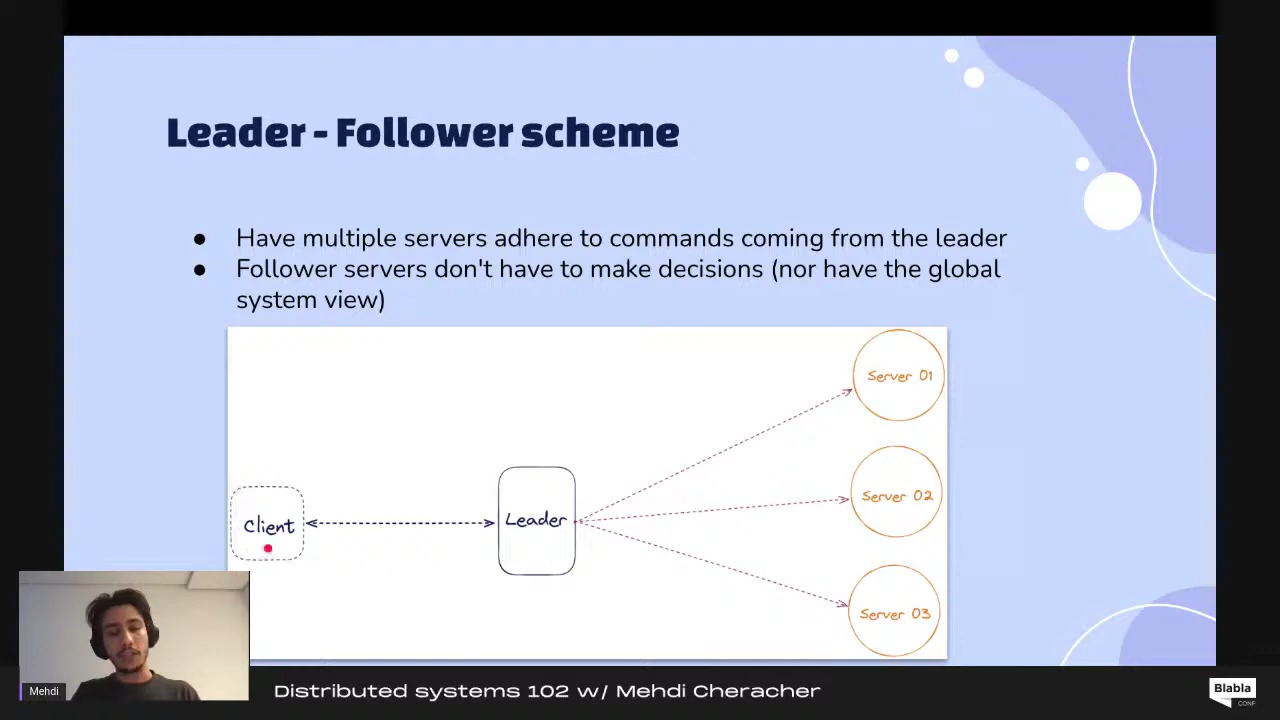 Leader - Follower scheme
● Have multiple servers adhere to commands coming from the leader
● Follower servers don't have to make decisions (nor have the global
system view)
Server 01
Server 02
Client
Leader
Server 03
Mehdi
Distributed systems 102 w/ Mehdi Cheracher
Blabla
CONF